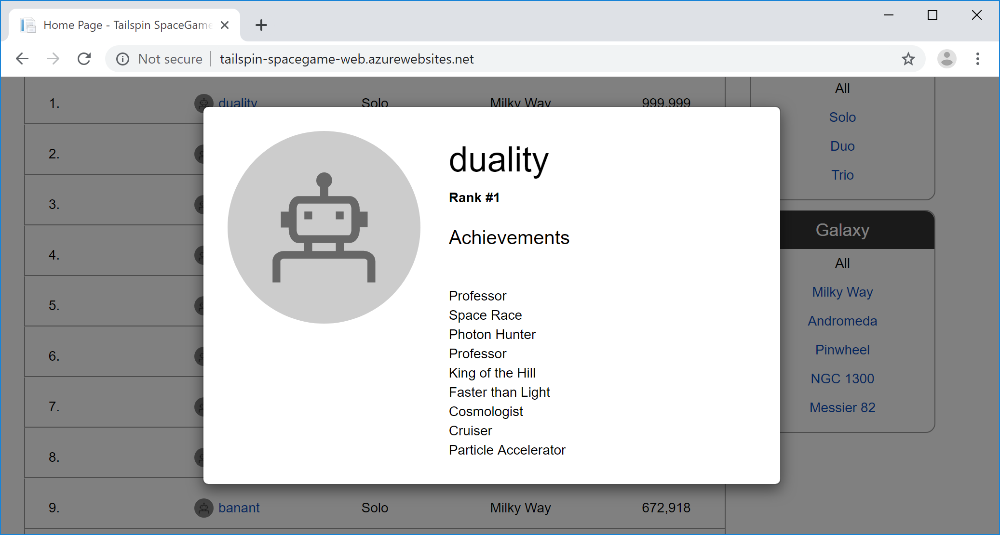 Home Page - Tailspin SpaceGame
Not secure | tailspin-spacegame-web.azurewebsites.net
1. duality Solo Milky Way 999,999
2.
3.
4.
5.
6.
7.
8.
9. banant Solo Milky Way 672,918
duality
Rank #1
Achievements
Professor
Space Race
Photon Hunter
Professor
King of the Hill
Faster than Light
Cosmologist
Cruiser
Particle Accelerator
All
Solo
Duo
Trio
Galaxy
All
Milky Way
Andromeda
Pinwheel
NGC 1300
Messier 82